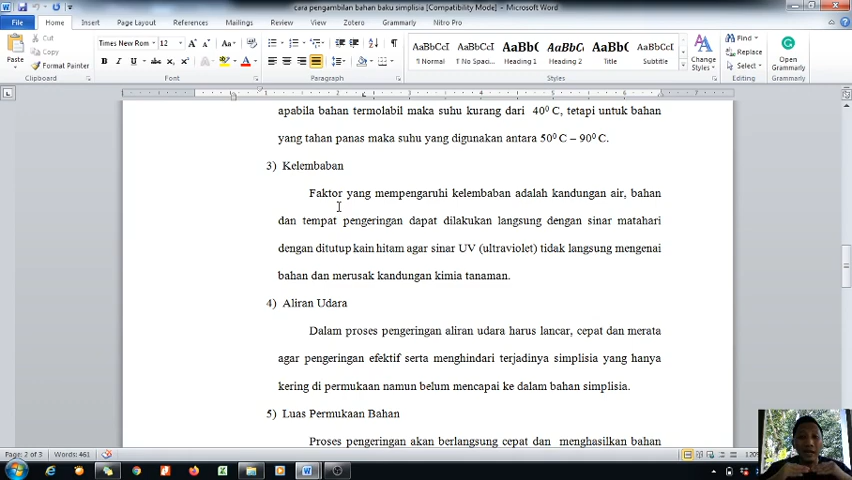 cara pengambilan bahan baku simplisia [Compatibility Mode] - Microsoft Word
File Home Insert Page Layout References Mailings Review View Zotero Grammarly Nitro Pro
Paste Cut Copy Format Painter Clipboard
Times New Rom 12 Font
Paragraph
AaBbCcI AaBbCcI AaBbC AaBbCc AaBbC AaBbCcI
¶ Normal ¶ No Spac... Heading 1 Heading 2 Title Subtitle
Change Styles
Styles
Find Replace Select Editing
Open Grammarly
Grammarly
apabila bahan termolabil maka suhu kurang dari 40⁰ C, tetapi untuk bahan
yang tahan panas maka suhu yang digunakan antara 50⁰ C – 90⁰ C.
3) Kelembaban
Faktor yang mempengaruhi kelembaban adalah kandungan air, bahan
dan tempat pengeringan dapat dilakukan langsung dengan sinar matahari
dengan ditutup kain hitam agar sinar UV (ultraviolet) tidak langsung mengenai
bahan dan merusak kandungan kimia tanaman.
4) Aliran Udara
Dalam proses pengeringan aliran udara harus lancar, cepat dan merata
agar pengeringan efektif serta menghindari terjadinya simplisia yang hanya
kering di permukaan namun belum mencapai ke dalam bahan simplisia.
5) Luas Permukaan Bahan
Proses pengeringan akan berlangsung cepat dan menghasilkan bahan
Page: 2 of 3 Words: 461